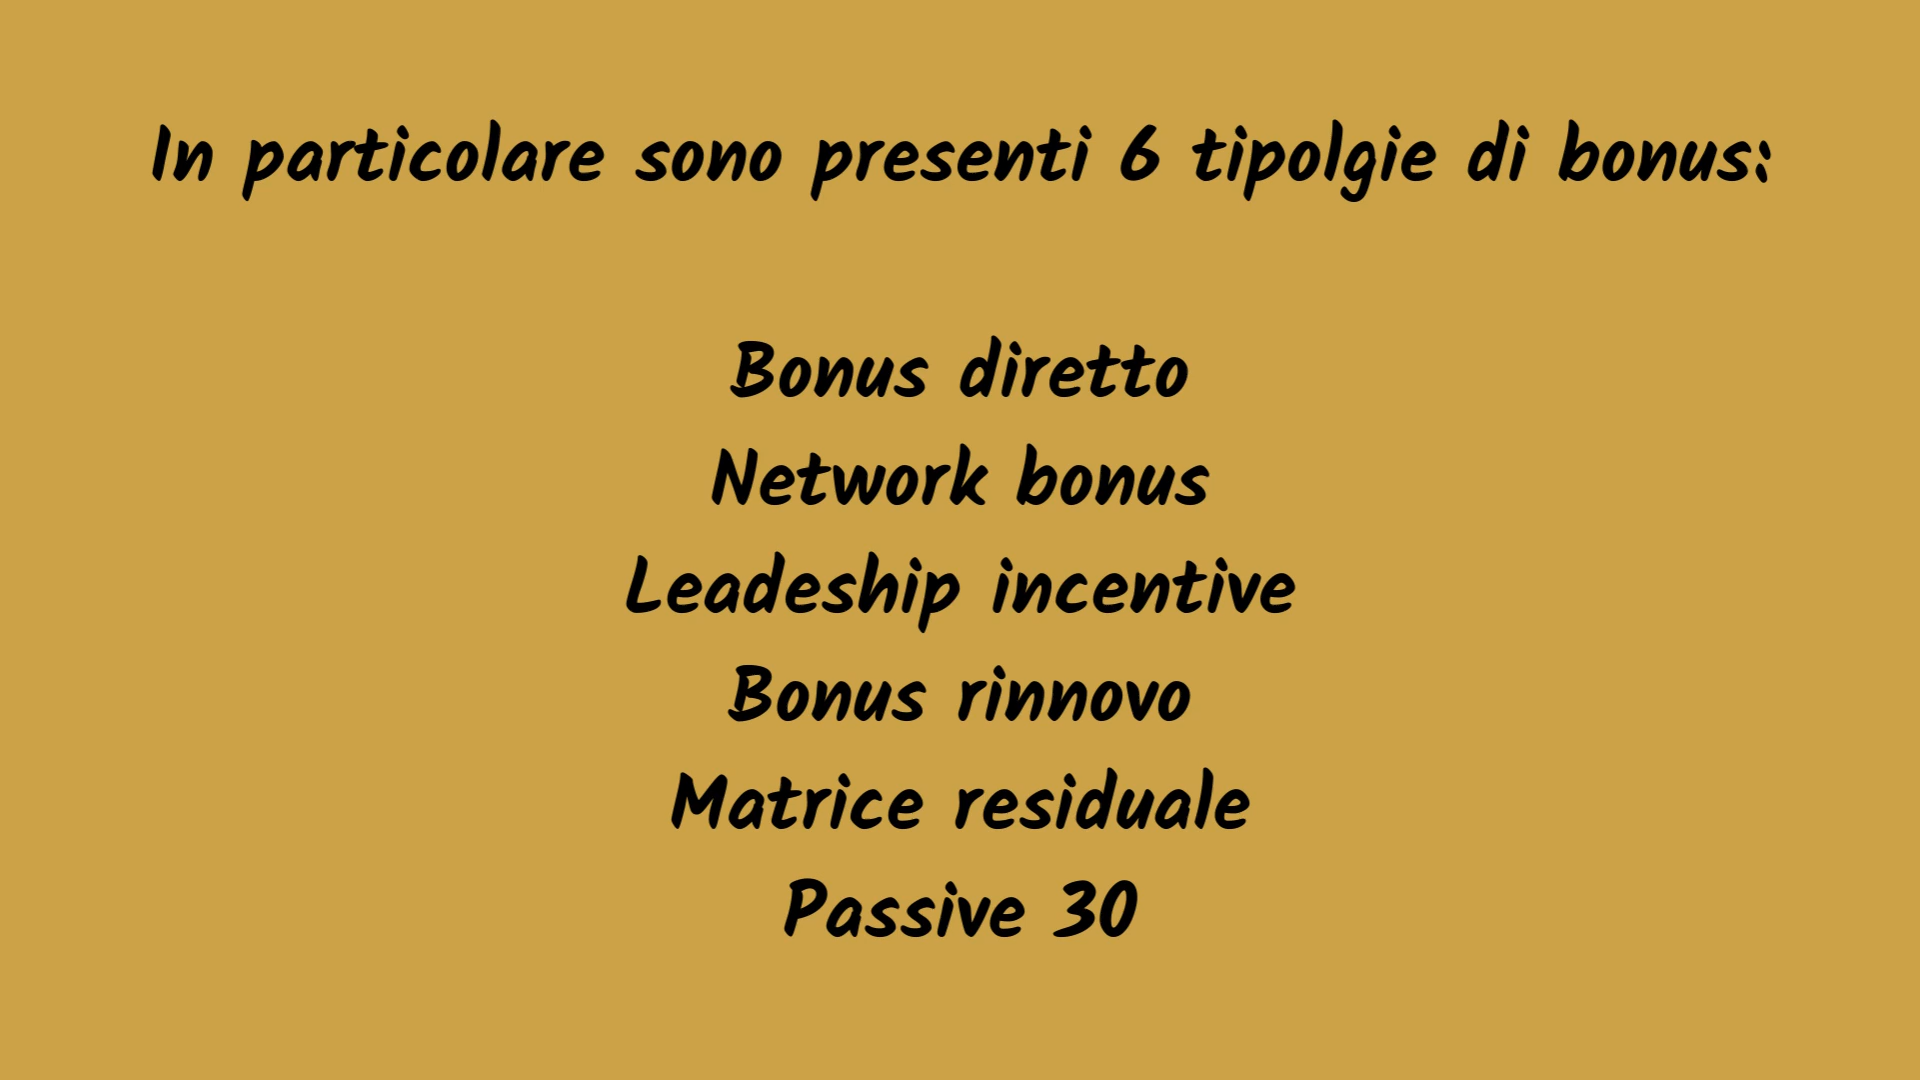 In particolare sono presenti 6 tipolgie di bonus:
Bonus diretto
Network bonus
Leadeship incentive
Bonus rinnovo
Matrice residuale
Passive 30